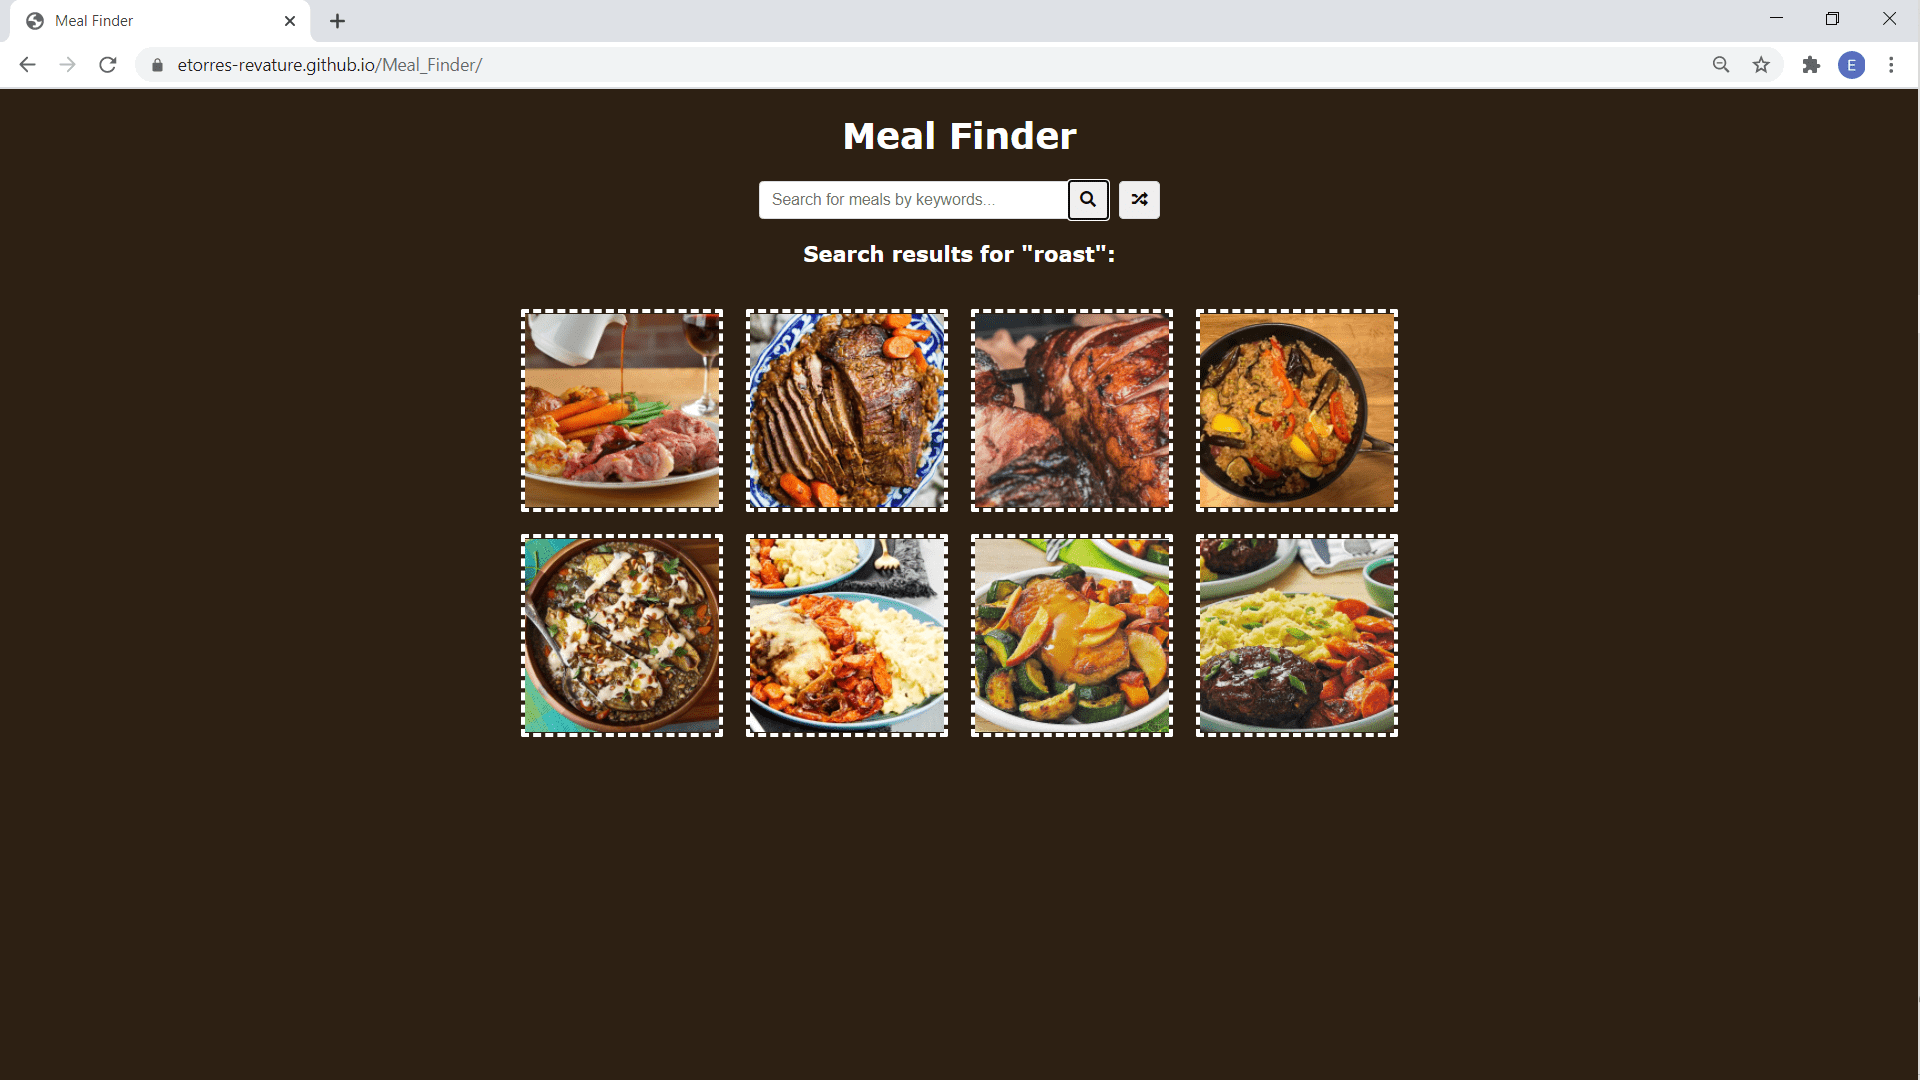 Meal Finder
etorres-revature.github.io/Meal_Finder/
E
Meal Finder
Search for meals by keywords...
Search results for "roast":